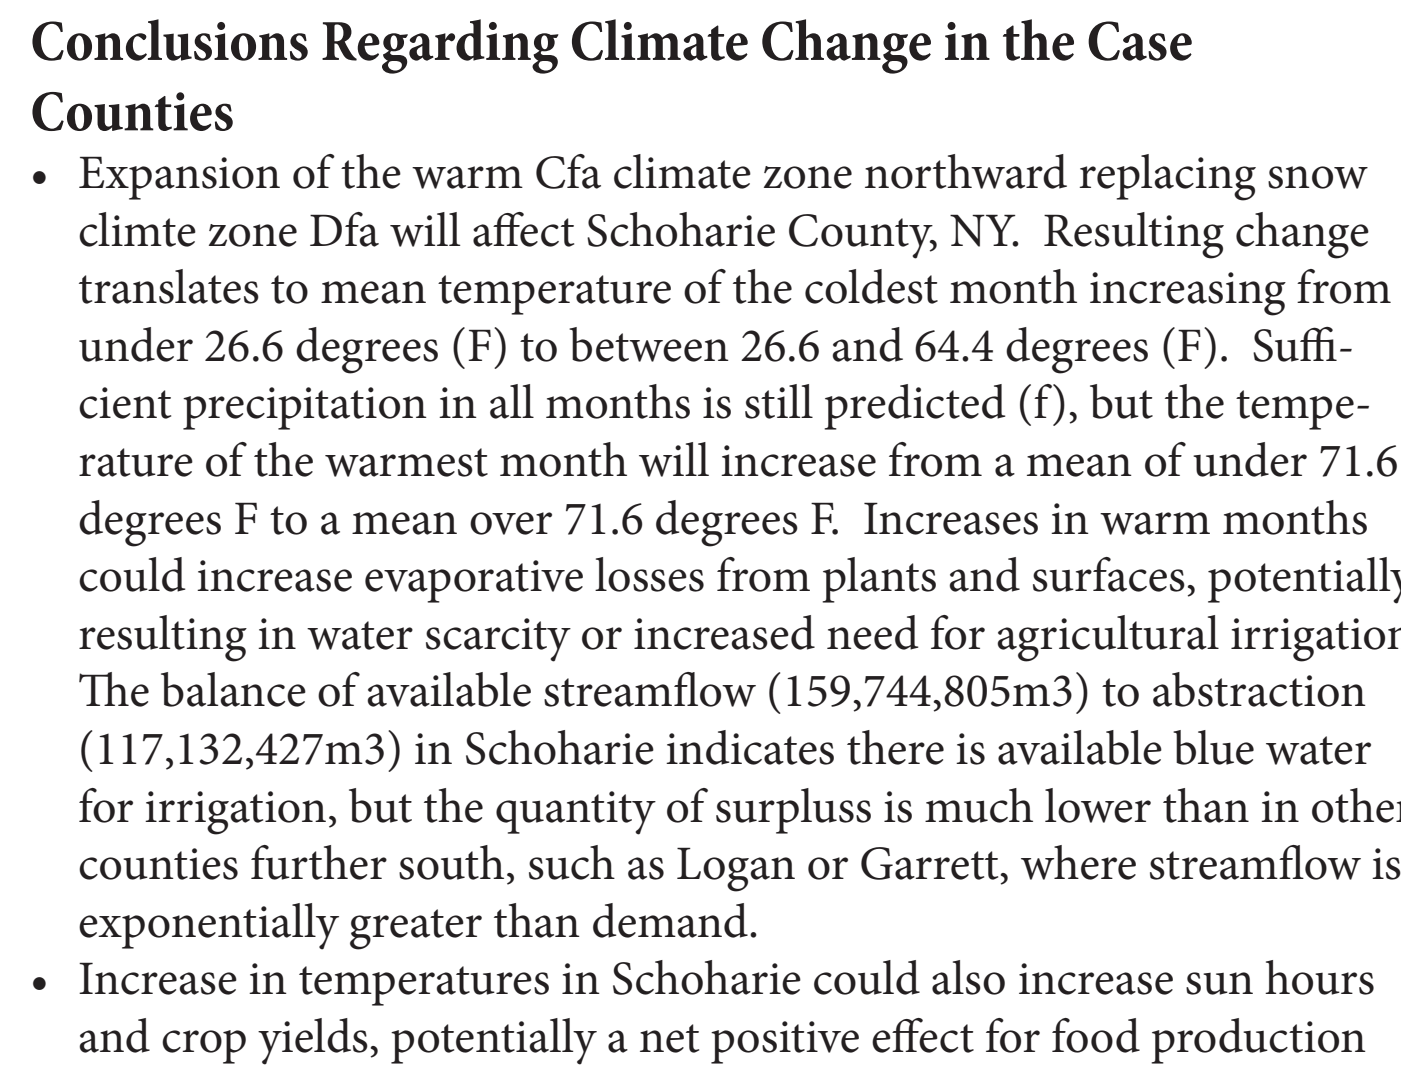 Conclusions Regarding Climate Change in the Case
Counties
• Expansion of the warm Cfa climate zone northward replacing snow
climte zone Dfa will affect Schoharie County, NY.  Resulting change
translates to mean temperature of the coldest month increasing from
under 26.6 degrees (F) to between 26.6 and 64.4 degrees (F).  Suffi-
cient precipitation in all months is still predicted (f), but the tempe-
rature of the warmest month will increase from a mean of under 71.6
degrees F to a mean over 71.6 degrees F.  Increases in warm months
could increase evaporative losses from plants and surfaces, potentially
resulting in water scarcity or increased need for agricultural irrigation
The balance of available streamflow (159,744,805m3) to abstraction
(117,132,427m3) in Schoharie indicates there is available blue water
for irrigation, but the quantity of surpluss is much lower than in other
counties further south, such as Logan or Garrett, where streamflow is
exponentially greater than demand.
• Increase in temperatures in Schoharie could also increase sun hours
and crop yields, potentially a net positive effect for food production